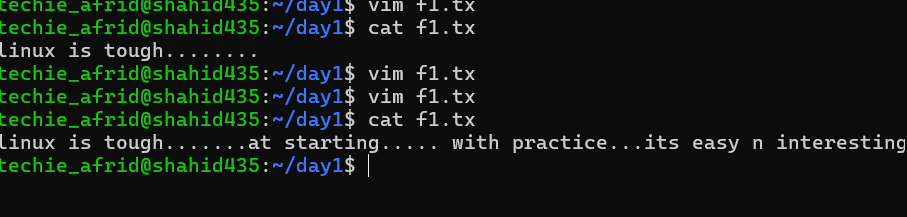 techie_afrid@shahid435:~/day1$ vim f1.tx
techie_afrid@shahid435:~/day1$ cat f1.tx
linux is tough........
techie_afrid@shahid435:~/day1$ vim f1.tx
techie_afrid@shahid435:~/day1$ vim f1.tx
techie_afrid@shahid435:~/day1$ cat f1.tx
linux is tough.......at starting..... with practice...its easy n interesting
techie_afrid@shahid435:~/day1$